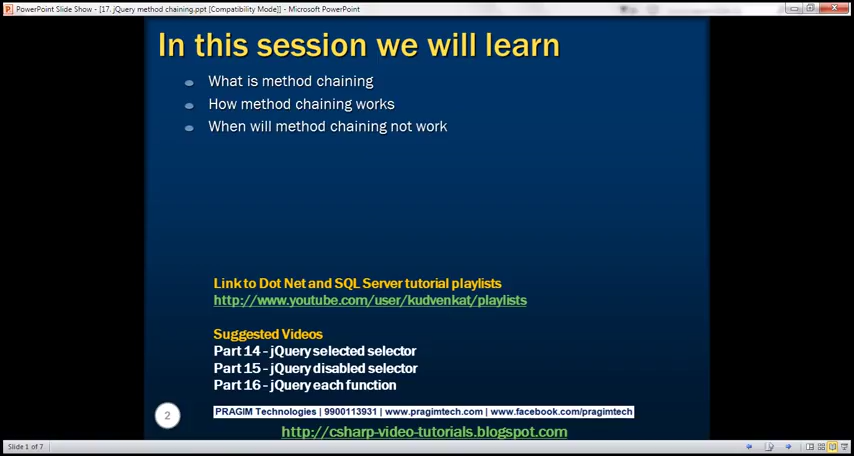 PowerPoint Slide Show - [17. jQuery method chaining.ppt [Compatibility Mode]] - Microsoft PowerPoint
In this session we will learn
What is method chaining
How method chaining works
When will method chaining not work
Link to Dot Net and SQL Server tutorial playlists
http://www.youtube.com/user/kudvenkat/playlists
Suggested Videos
Part 14 - jQuery selected selector
Part 15 - jQuery disabled selector
Part 16 - jQuery each function
2
PRAGIM Technologies | 9900113931 | www.pragimtech.com | www.facebook.com/pragimtech
http://csharp-video-tutorials.blogspot.com
Slide 1 of 7